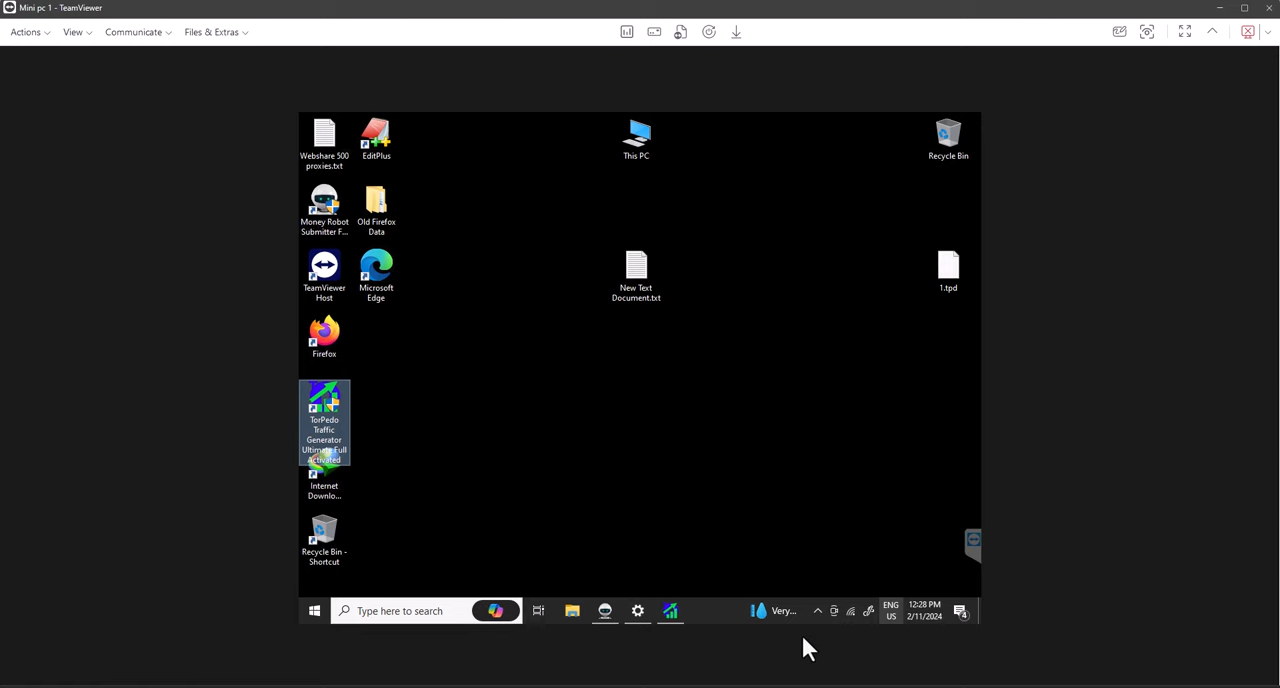 Mini pc 1 - TeamViewer
Actions View Communicate Files & Extras
Webshare 500
proxies.txt
EditPlus
This PC
Recycle Bin
Money Robot
Submitter F...
Old Firefox
Data
TeamViewer
Host
Microsoft
Edge
New Text
Document.txt
1.tpd
Firefox
TorPedo
Traffic
Generator
Ultimate Full
Activated
Internet
Downlo...
Recycle Bin -
Shortcut
Type here to search
Very...
ENG
US
12:28 PM
2/11/2024
4